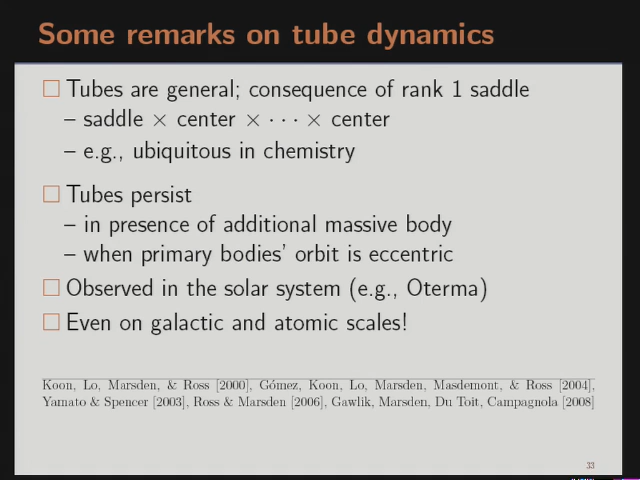 Some remarks on tube dynamics
Tubes are general; consequence of rank 1 saddle
– saddle × center × · · · × center
– e.g., ubiquitous in chemistry
Tubes persist
– in presence of additional massive body
– when primary bodies' orbit is eccentric
Observed in the solar system (e.g., Oterma)
Even on galactic and atomic scales!
Koon, Lo, Marsden, & Ross [2000], Gómez, Koon, Lo, Marsden, Masdemont, & Ross [2004],
Yamato & Spencer [2003], Ross & Marsden [2006], Gawlik, Marsden, Du Toit, Campagnola [2008]
33